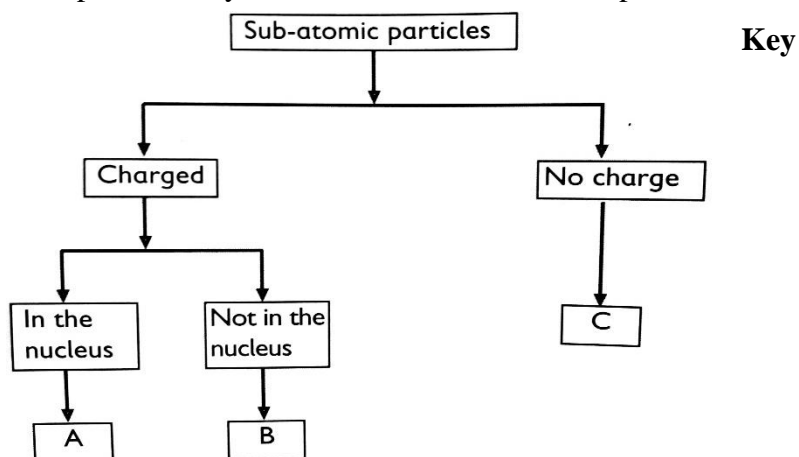 Sub-atomic particles
Key
Charged
No charge
In the
nucleus
Not in the
nucleus
C
A
B